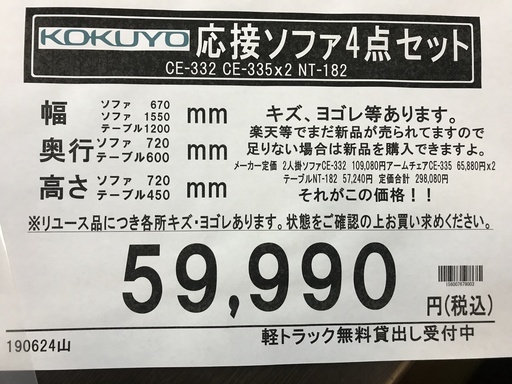 KOKUYO 応接ソファ4点セット
CE-332 CE-335x2 NT-182
幅 ソファ 670 mm
ソファ 1550
テーブル1200
奥行 ソファ 720 mm
テーブル600
高さ ソファ 720 mm
テーブル450
キズ、ヨゴレ等あります。
楽天等でまだ新品が売られてますので
足りない場合は新品を購入できますよ。
メーカー定価 2人掛ソファCE-332 109,080円アームチェアCE-335 65,880円x2
テーブルNT-182 57,240円 定価合計 298,080円
それがこの価格!!
※リユース品につき各所キズ・ヨゴレあります。状態をご確認の上お買い求めください。
59,990 円(税込)
158007878003
190624山
軽トラック無料貸出し受付中